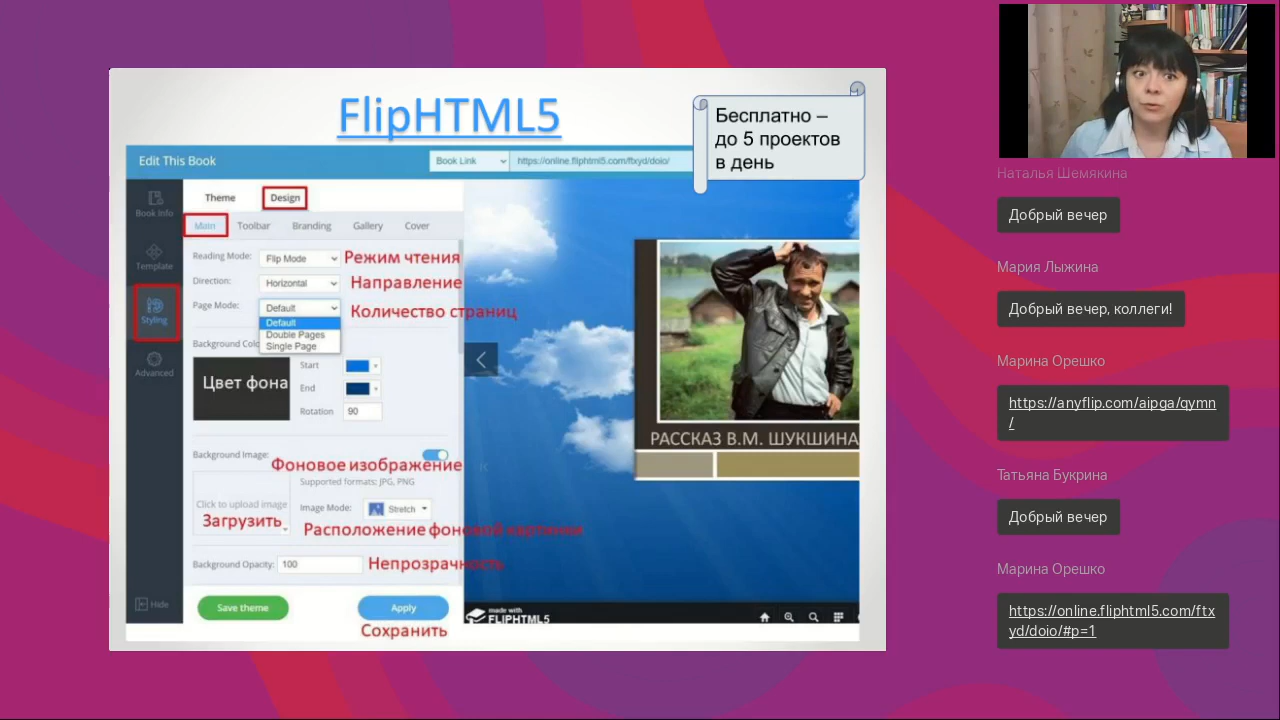 FlipHTML5
Бесплатно –
до 5 проектов
в день
Edit This Book
Book Link
https://online.fliphtml5.com/ftxyd/doio/
Book Info
Template
Styling
Advanced
Hide
Theme
Design
Main
Toolbar
Branding
Gallery
Cover
Reading Mode:
Flip Mode
Режим чтения
Direction:
Horizontal
Направление
Page Mode:
Default
Количество страниц
Default
Double Pages
Single Page
Background Colo
Цвет фона
Start
End
Rotation
90
Background Image:
Фоновое изображение
Supported formats: JPG, PNG
Click to upload image
Загрузить
Image Mode:
Stretch
Расположение фоновой картинки
Background Opacity:
100
Непрозрачность
Save theme
Apply
Сохранить
РАССКАЗ В.М. ШУКШИНА
made with
FLIPHTML5
Наталья Шемякина
Добрый вечер
Мария Лыжина
Добрый вечер, коллеги!
Марина Орешко
https://anyflip.com/aipga/qymn
/
Татьяна Букрина
Добрый вечер
Марина Орешко
https://online.fliphtml5.com/ftx
yd/doio/#p=1